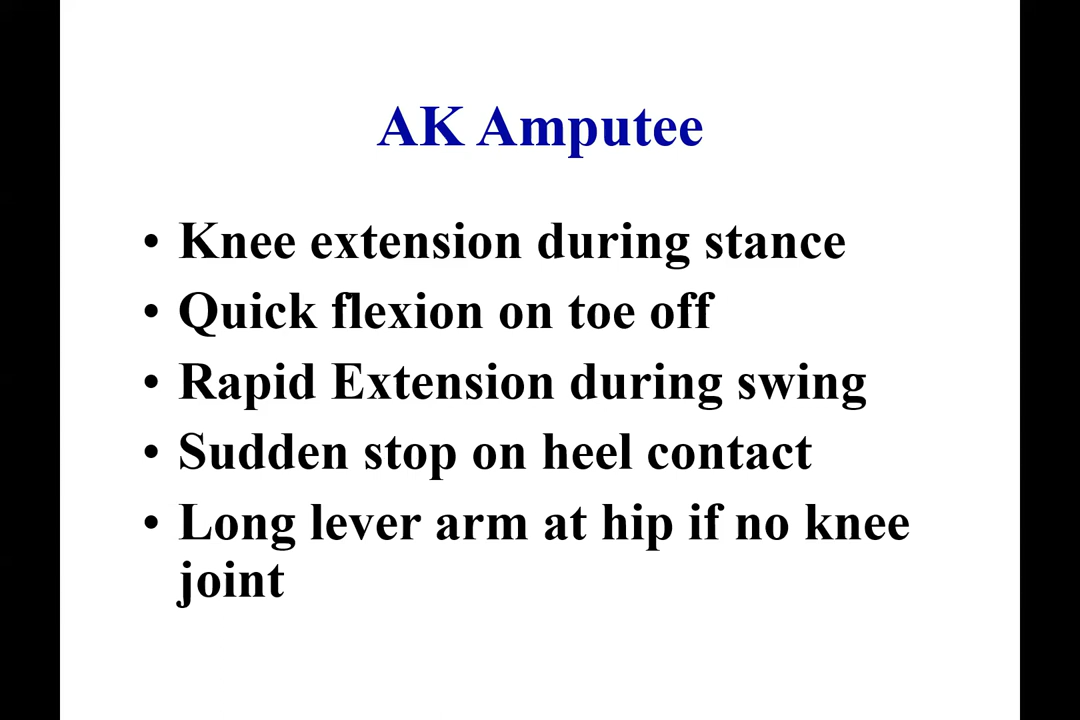 AK Amputee
• Knee extension during stance
• Quick flexion on toe off
• Rapid Extension during swing
• Sudden stop on heel contact
• Long lever arm at hip if no knee
joint